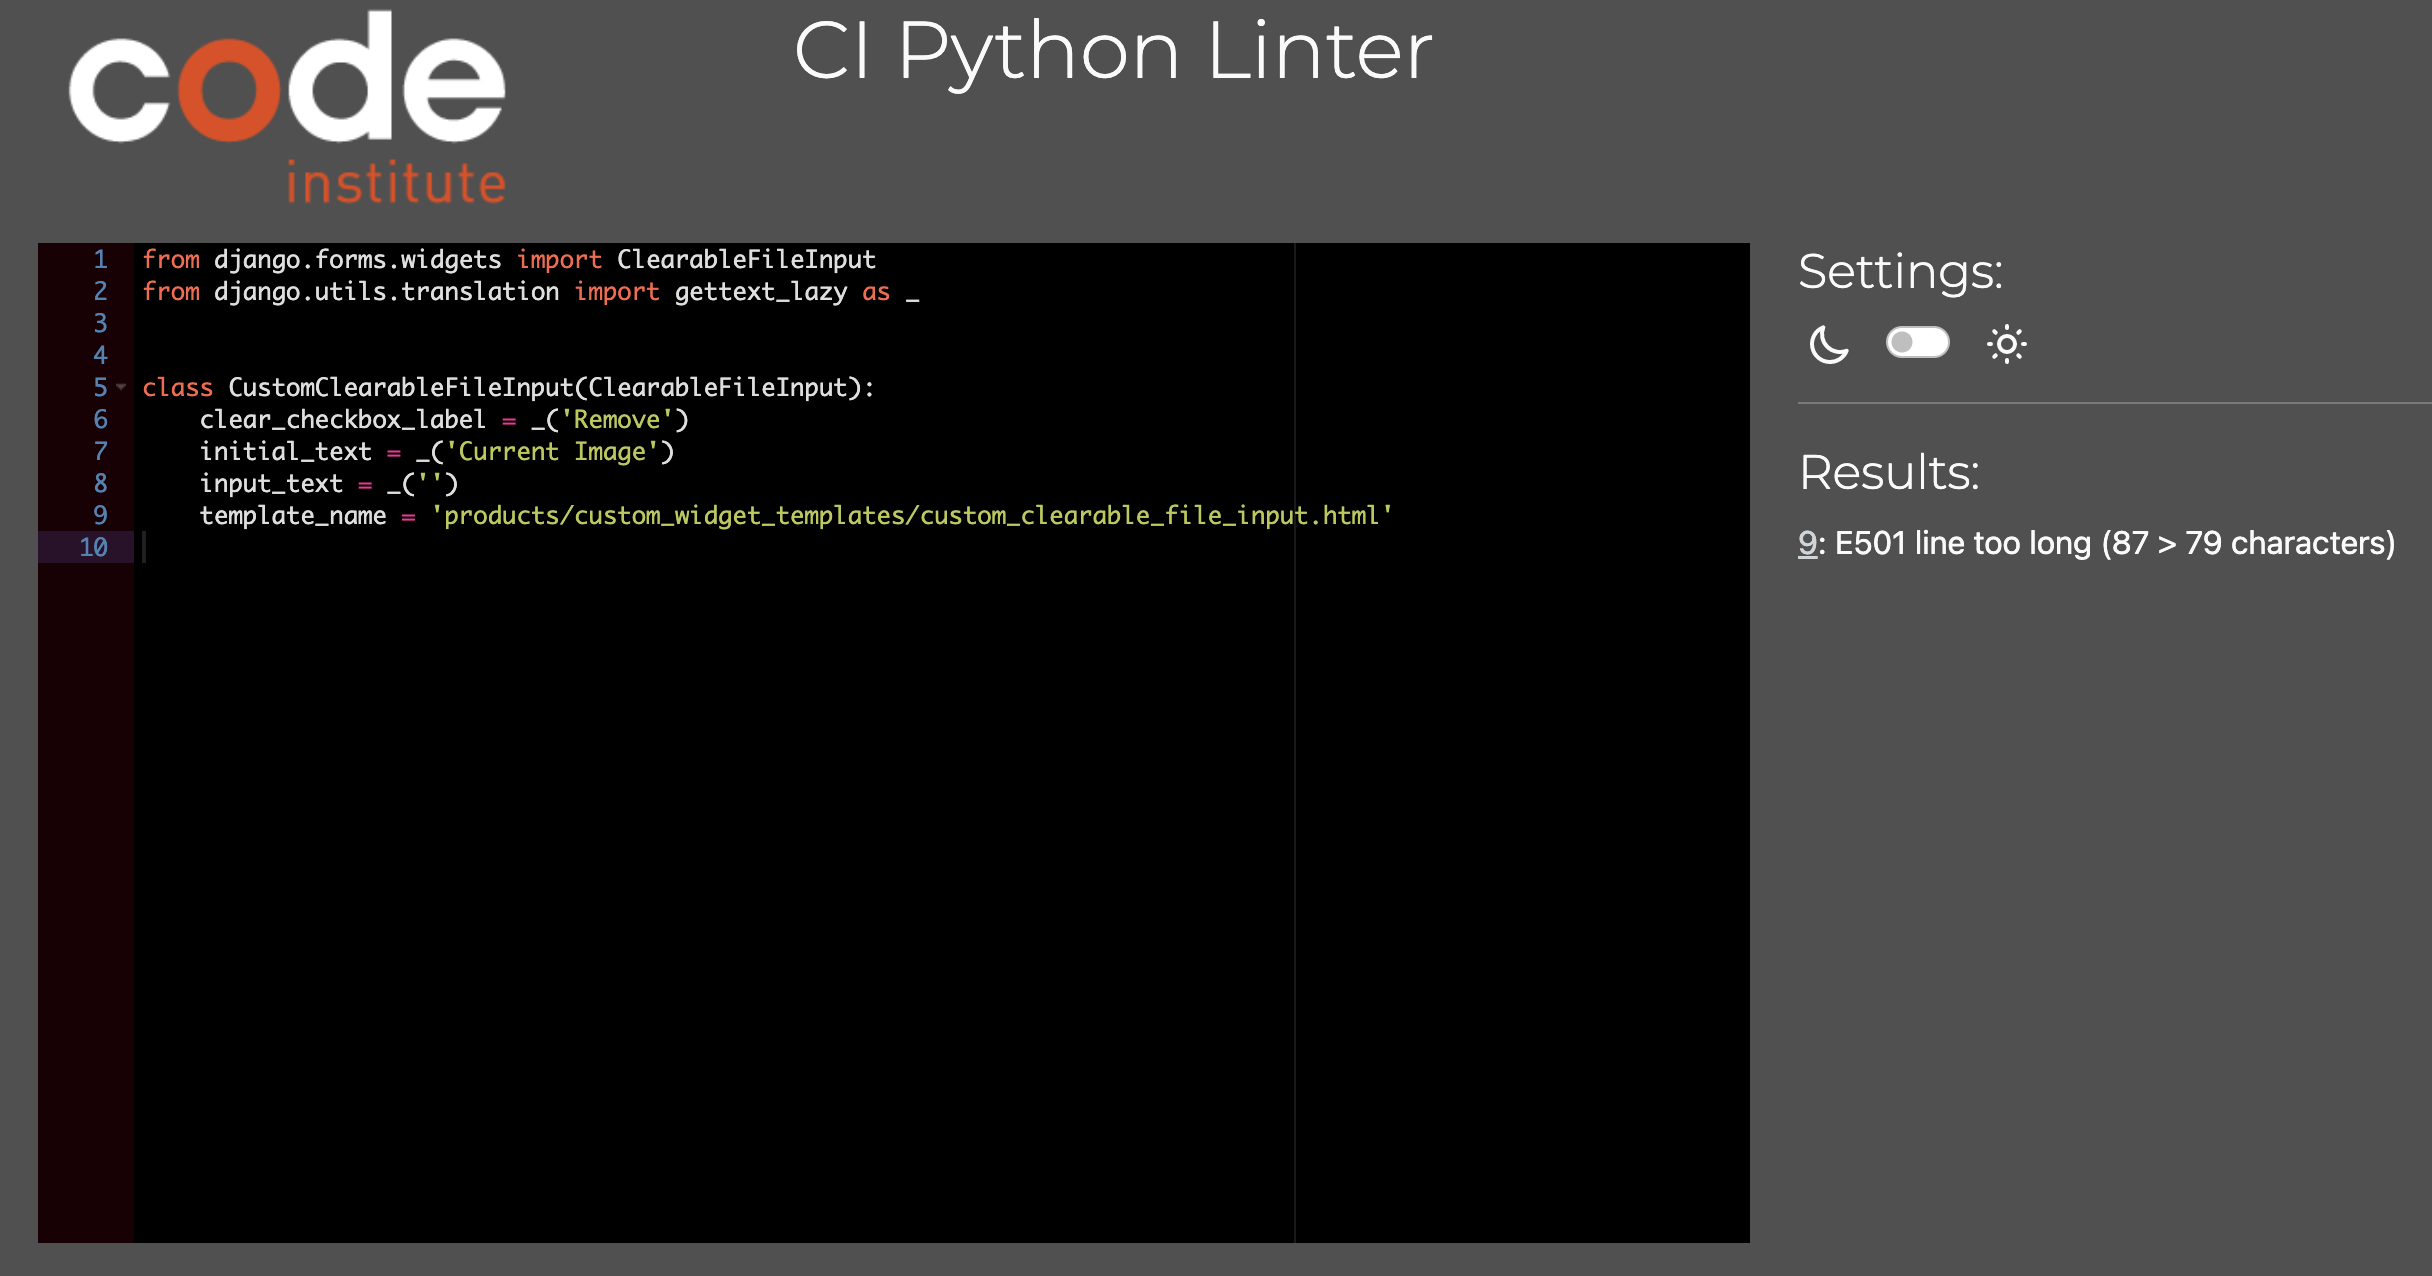 code
institute
CI Python Linter
1 from django.forms.widgets import ClearableFileInput
2 from django.utils.translation import gettext_lazy as _
3
4
5 class CustomClearableFileInput(ClearableFileInput):
6     clear_checkbox_label = _('Remove')
7     initial_text = _('Current Image')
8     input_text = _('')
9     template_name = 'products/custom_widget_templates/custom_clearable_file_input.html'
10
Settings:
Results:
9: E501 line too long (87 > 79 characters)